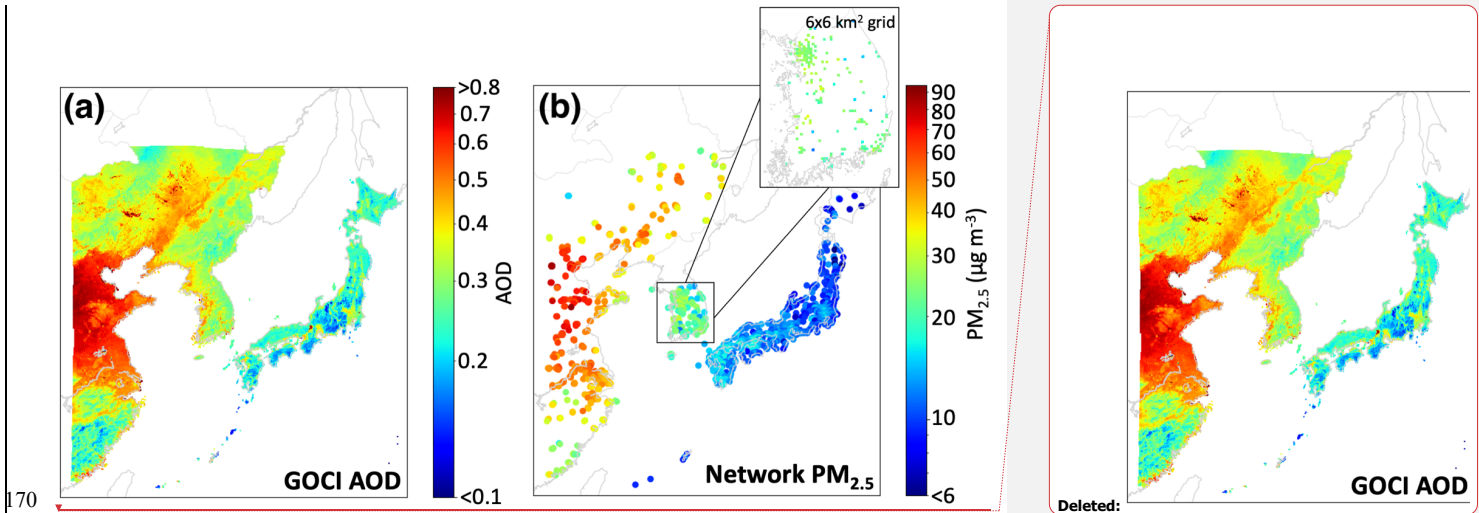 6x6 km² grid
(a)
>0.8
0.7
0.6
0.5
0.4
0.3
0.2
<0.1
AOD
GOCI AOD
(b)
90
80
70
60
50
40
30
20
10
<6
PM2.5 (µg m-3)
Network PM2.5
170
GOCI AOD
Deleted: